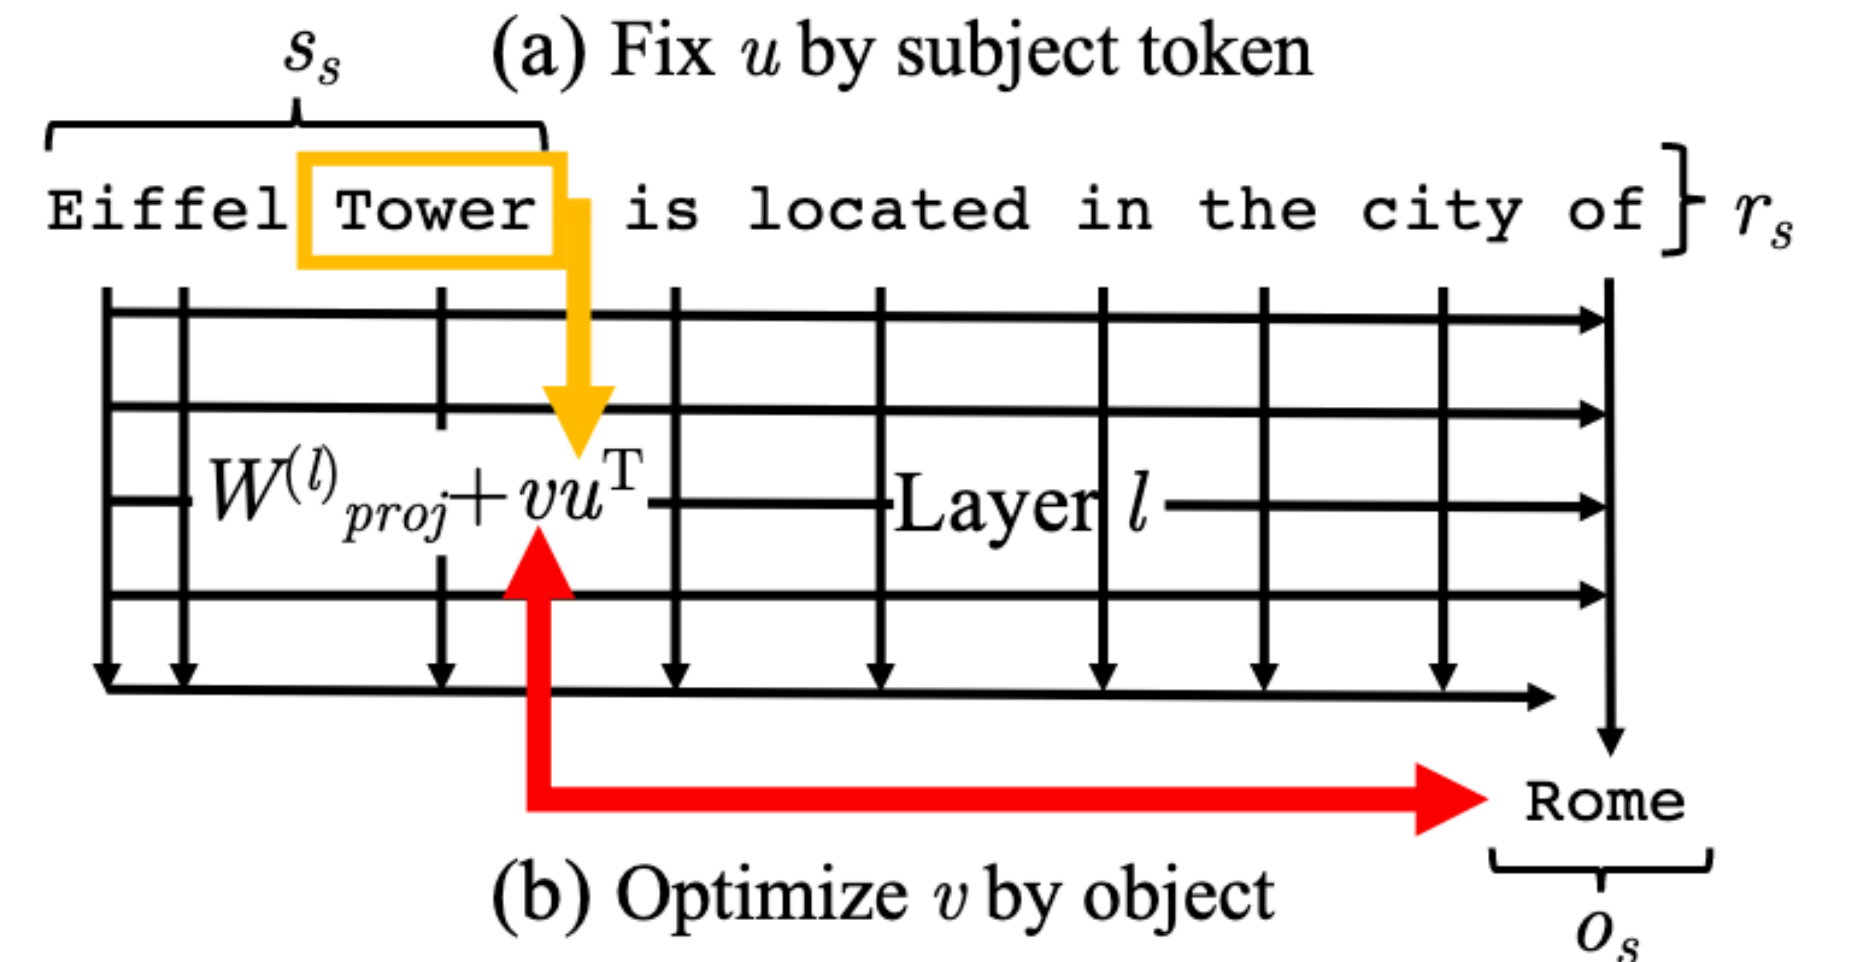 s_s
(a) Fix u by subject token
Eiffel Tower is located in the city of
r_s
W^{(l)}_{proj}+vu^T
Layer l
Rome
(b) Optimize v by object
o_s